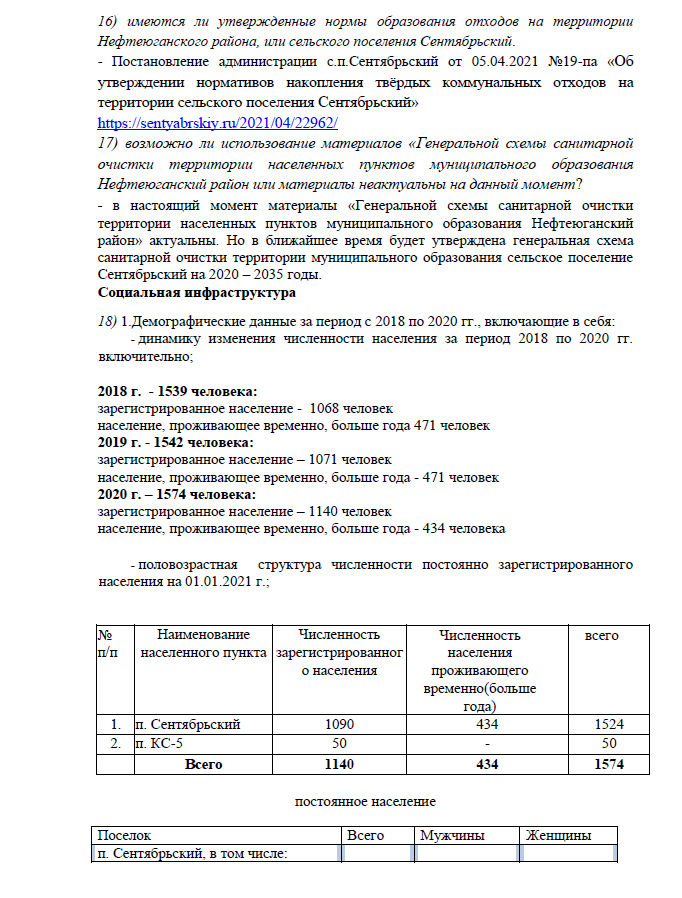 16) имеются ли утвержденные нормы образования отходов на территории
Нефтеюганского района, или сельского поселения Сентябрьский.
- Постановление администрации с.п.Сентябрьский от 05.04.2021 №19-па «Об
утверждении нормативов накопления твёрдых коммунальных отходов на
территории сельского поселения Сентябрьский»
https://sentyabrskiy.ru/2021/04/22962/
17) возможно ли использование материалов «Генеральной схемы санитарной
очистки территории населенных пунктов муниципального образования
Нефтеюганский район или материалы неактуальны на данный момент?
- в настоящий момент материалы «Генеральной схемы санитарной очистки
территории населенных пунктов муниципального образования Нефтеюганский
район» актуальны. Но в ближайшее время будет утверждена генеральная схема
санитарной очистки территории муниципального образования сельское поселение
Сентябрьский на 2020 – 2035 годы.
Социальная инфраструктура
18) 1.Демографические данные за период с 2018 по 2020 гг., включающие в себя:
- динамику изменения численности населения за период 2018 по 2020 гг.
включительно;
2018 г. - 1539 человека:
зарегистрированное население - 1068 человек
население, проживающее временно, больше года 471 человек
2019 г. - 1542 человека:
зарегистрированное население – 1071 человек
население, проживающее временно, больше года - 471 человек
2020 г. – 1574 человека:
зарегистрированное население – 1140 человек
население, проживающее временно, больше года - 434 человека
- половозрастная структура численности постоянно зарегистрированного
населения на 01.01.2021 г.;
№ Наименование Численность Численность всего
п/п населенного пункта зарегистрированног населения
о населения проживающего
временно(больше
года)
1. п. Сентябрьский 1090 434 1524
2. п. КС-5 50 - 50
Всего 1140 434 1574
постоянное население
Поселок Всего Мужчины Женщины
п. Сентябрьский, в том числе: